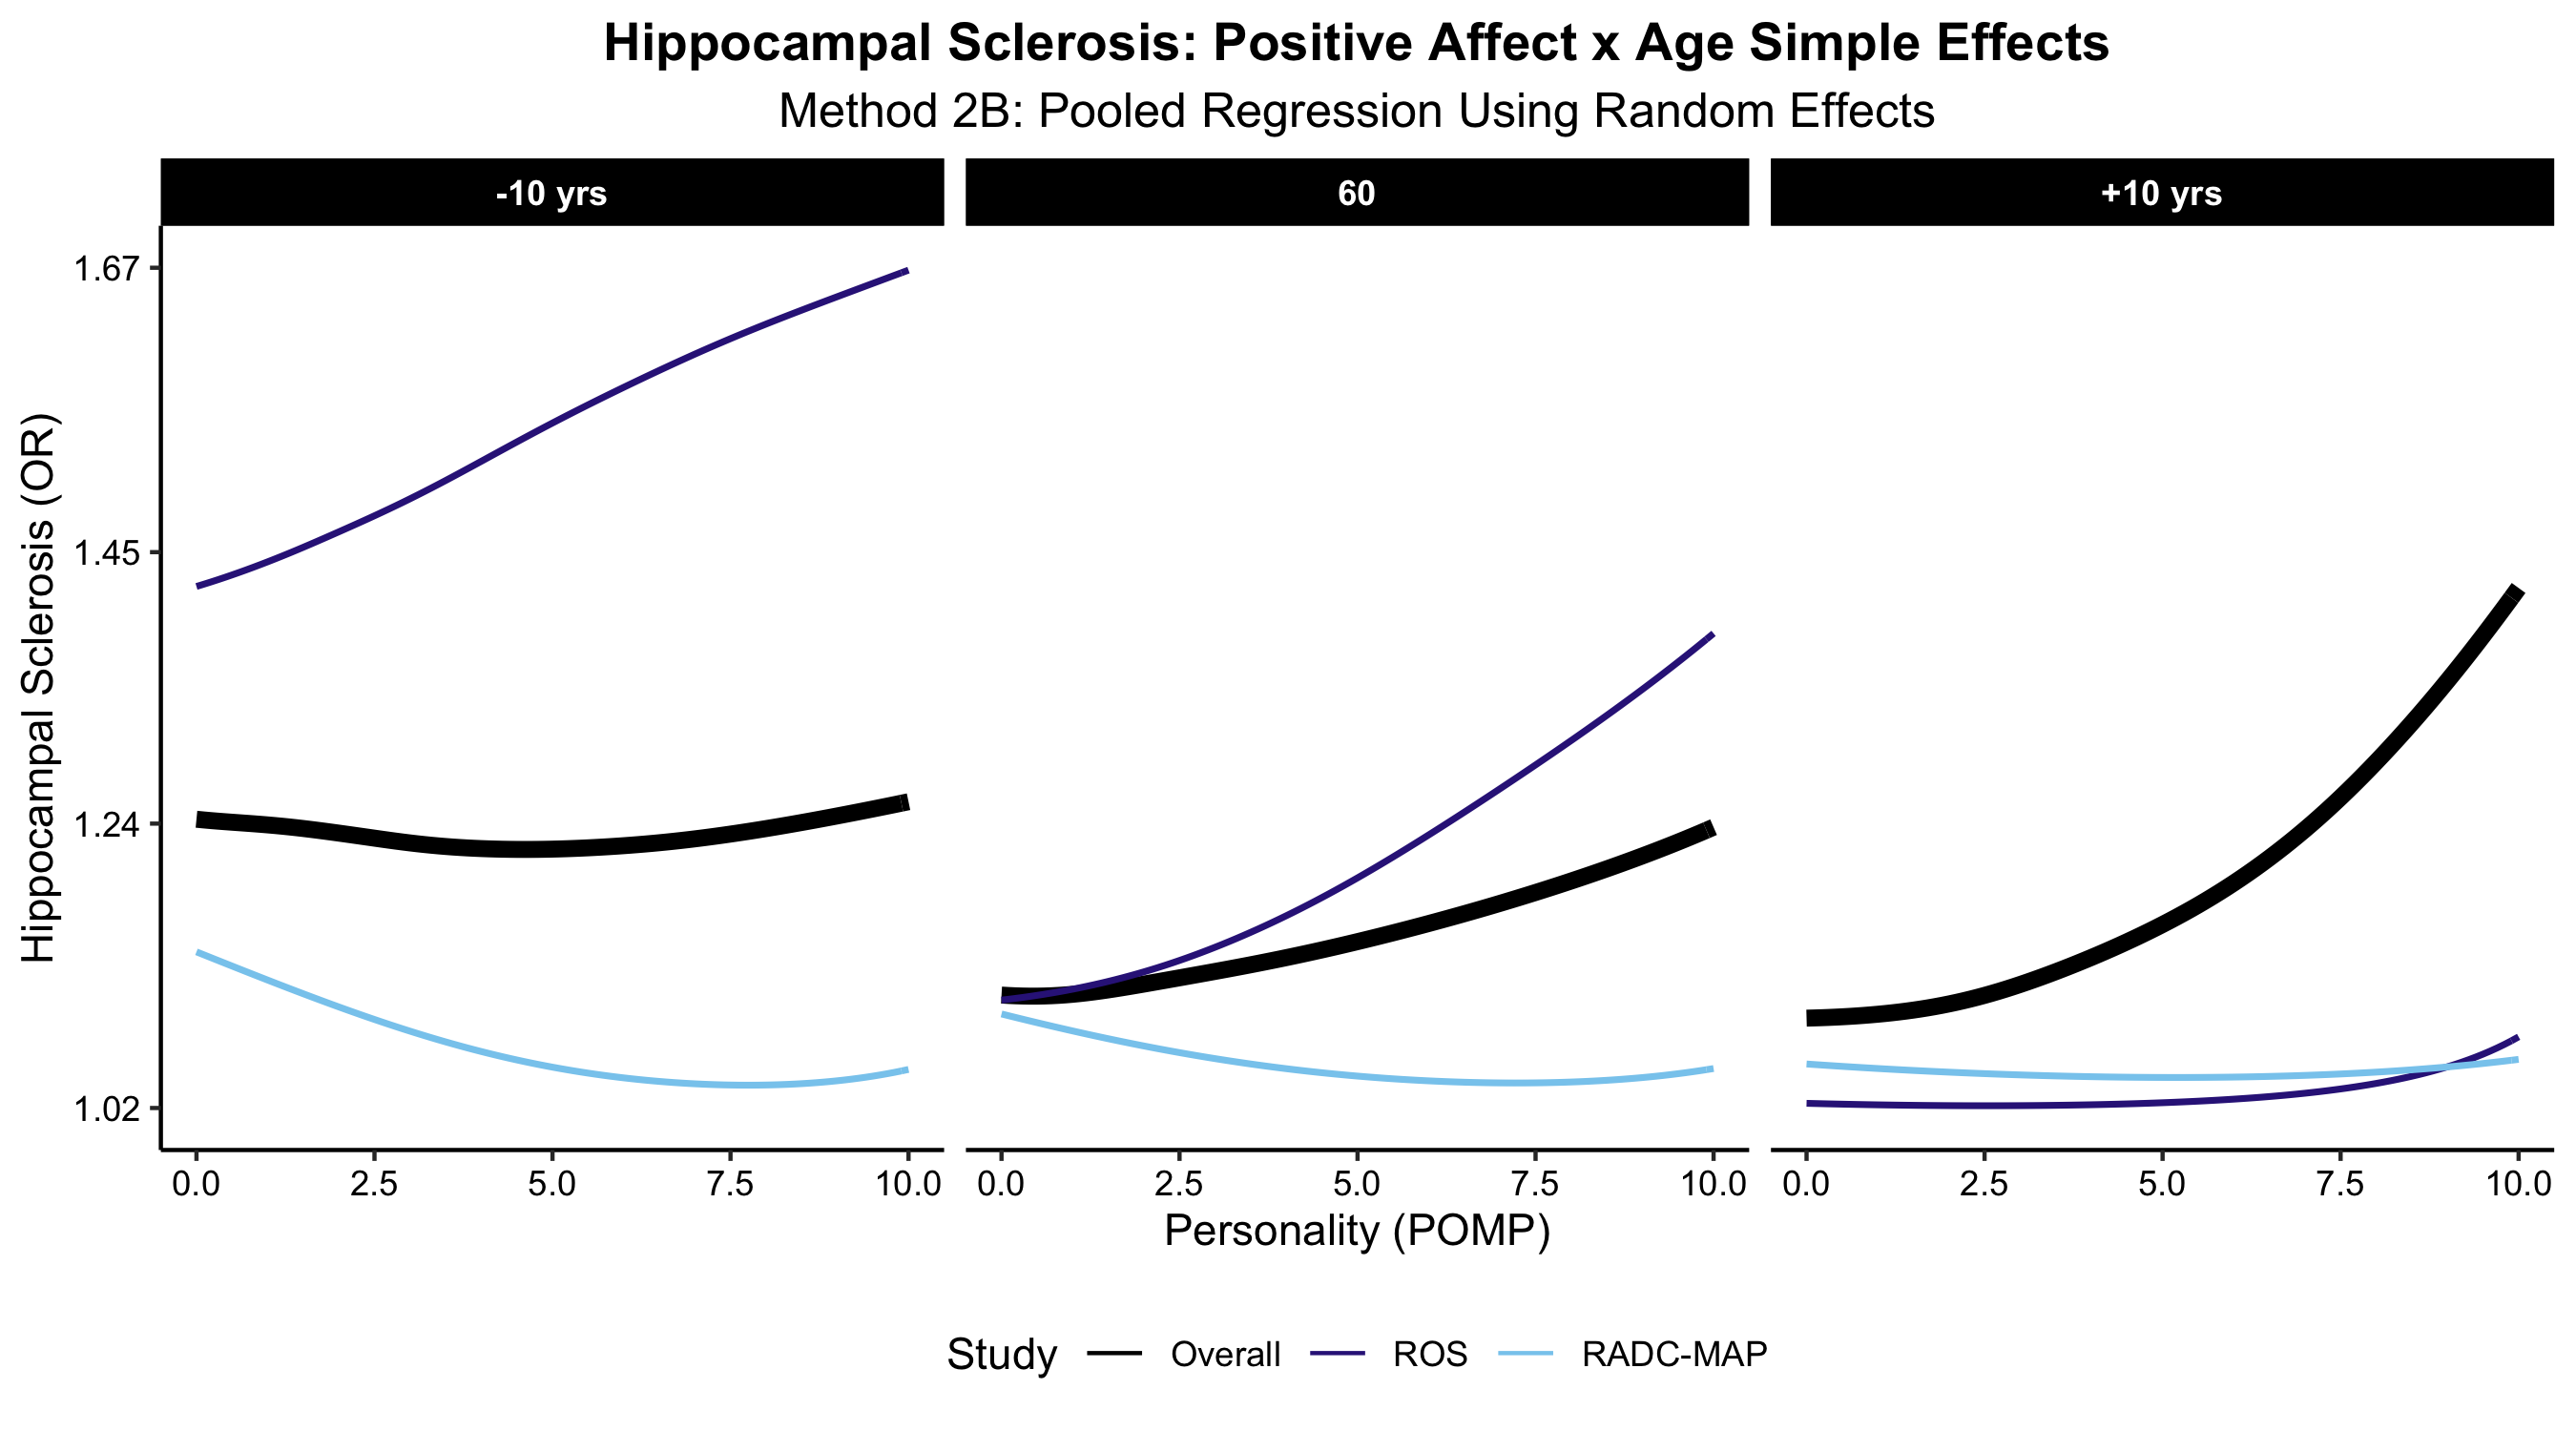 Hippocampal Sclerosis: Positive Affect x Age Simple Effects
Method 2B: Pooled Regression Using Random Effects
-10 yrs
60
+10 yrs
Hippocampal Sclerosis (OR)
1.67
1.45
1.24
1.02
0.0 2.5 5.0 7.5 10.0
0.0 2.5 5.0 7.5 10.0
0.0 2.5 5.0 7.5 10.0
Personality (POMP)
Study Overall ROS RADC-MAP